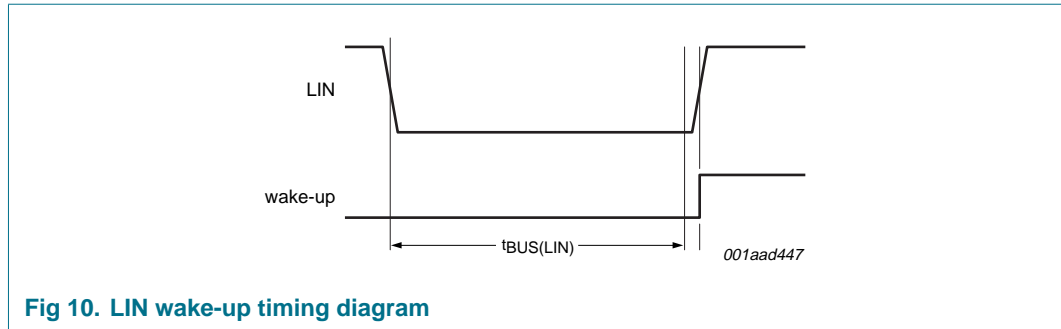 LIN
wake-up
tBUS(LIN)
001aad447
Fig 10. LIN wake-up timing diagram